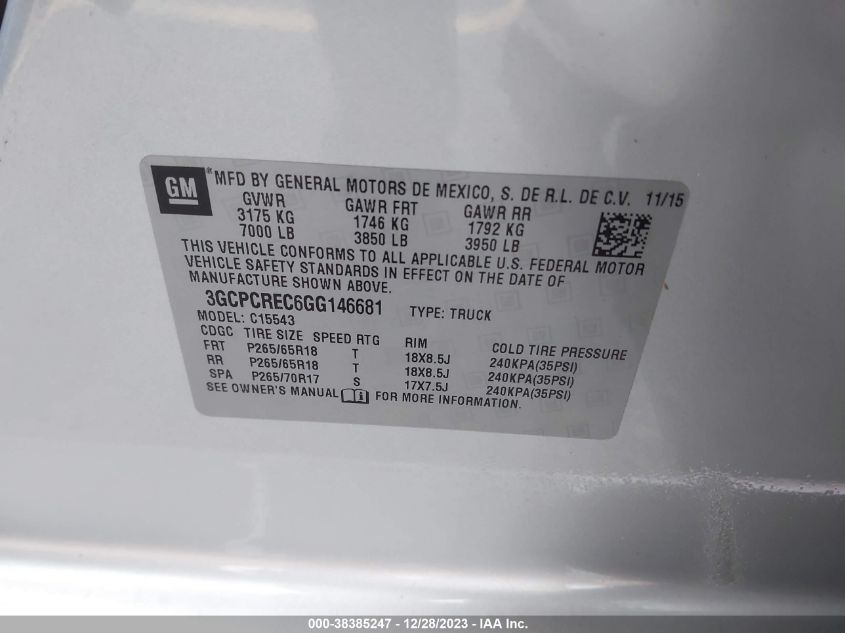 GM
MFD BY GENERAL MOTORS DE MEXICO, S. DE R.L. DE C.V. 11/15
GVWR GAWR FRT GAWR RR
3175 KG 1746 KG 1792 KG
7000 LB 3850 LB 3950 LB
THIS VEHICLE CONFORMS TO ALL APPLICABLE U.S. FEDERAL MOTOR
VEHICLE SAFETY STANDARDS IN EFFECT ON THE DATE OF
MANUFACTURE SHOWN ABOVE.
3GCPCREC6GG146681 TYPE: TRUCK
MODEL: C15543
CDGC TIRE SIZE SPEED RTG RIM COLD TIRE PRESSURE
FRT P265/65R18 T 18X8.5J 240KPA(35PSI)
RR P265/65R18 T 18X8.5J 240KPA(35PSI)
SPA P265/70R17 S 17X7.5J 240KPA(35PSI)
SEE OWNER'S MANUAL FOR MORE INFORMATION.
000-38385247 - 12/28/2023 - IAA Inc.